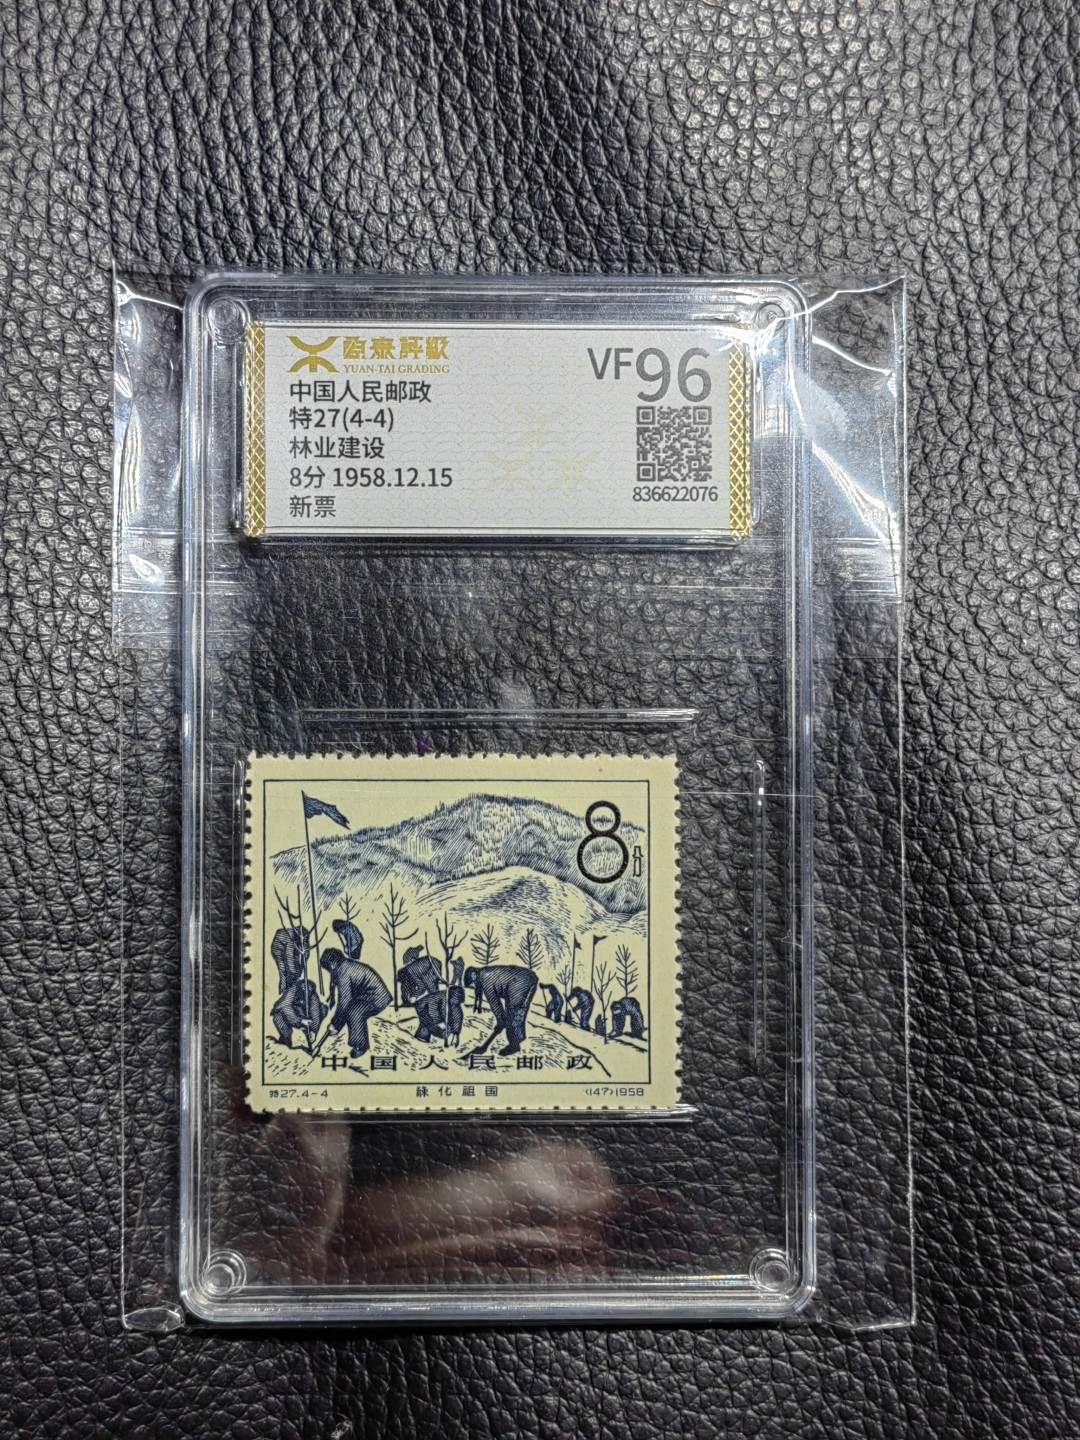 源泰評級
YUAN-TAI GRADING
中国人民邮政
特27(4-4)
林业建设
8分 1958.12.15
新票
VF96
836622076
8分
中国人民邮政
特27.4-4
綠化祖国
(147)1958